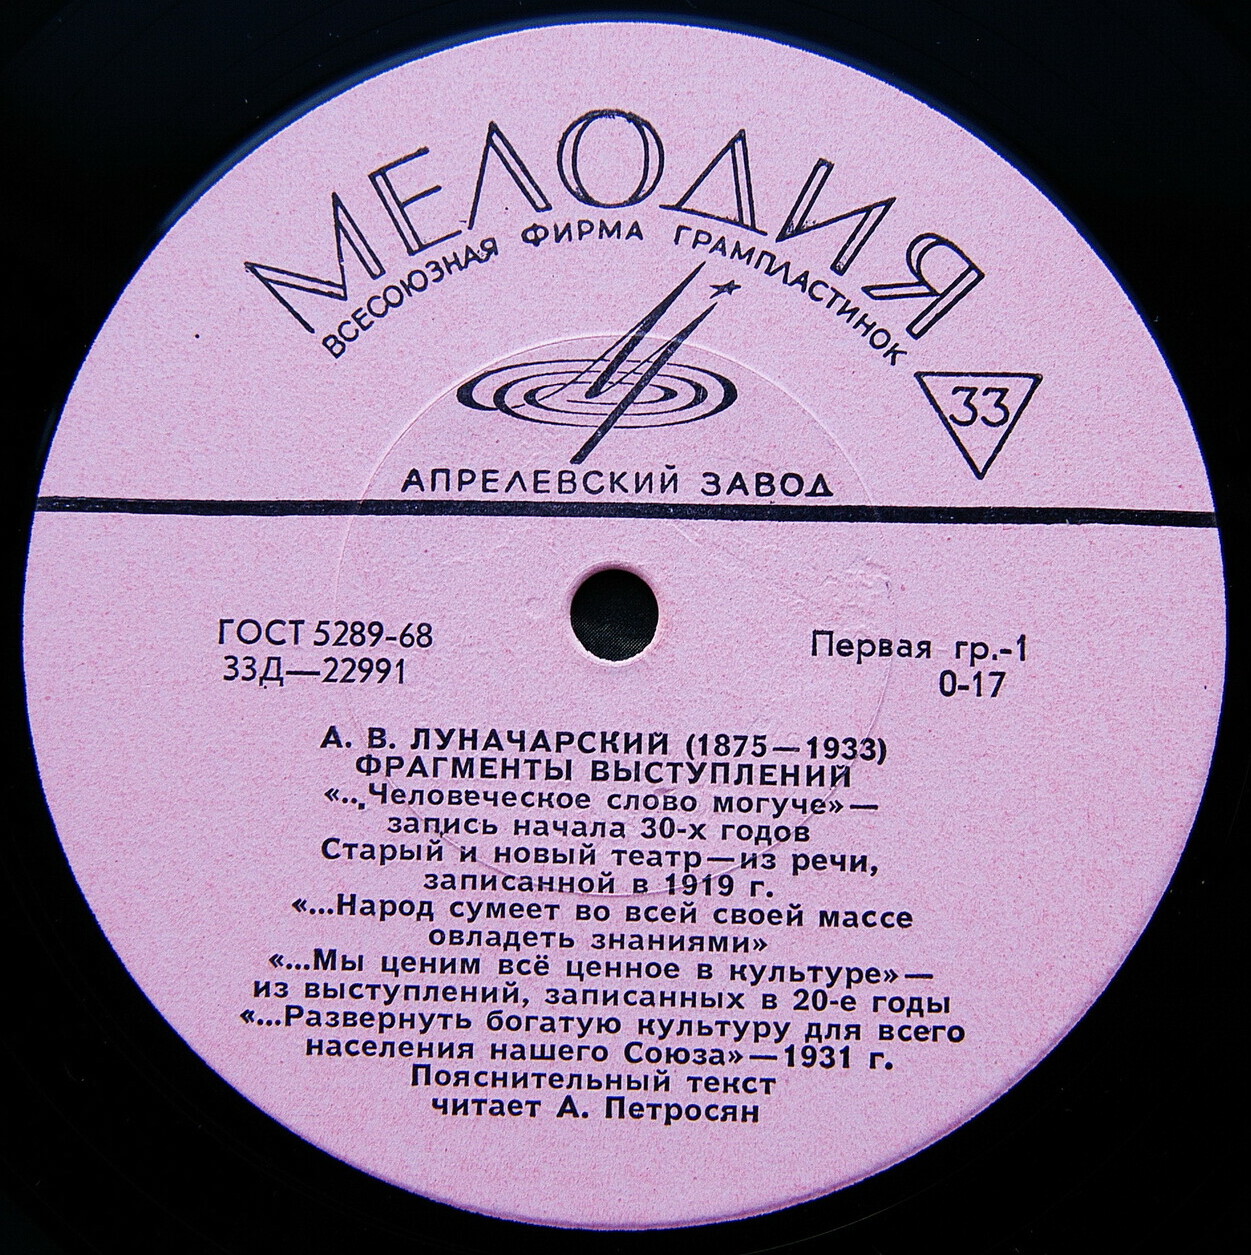 МЕЛОДИЯ
ВСЕСОЮЗНАЯ ФИРМА ГРАМПЛАСТИНОК
33
АПРЕЛЕВСКИЙ ЗАВОД
ГОСТ 5289-68
33Д—22991
Первая гр.-1
0-17
А. В. ЛУНАЧАРСКИЙ (1875—1933)
ФРАГМЕНТЫ ВЫСТУПЛЕНИЙ
«...Человеческое слово могуче»—
запись начала 30-х годов
Старый и новый театр—из речи,
записанной в 1919 г.
«...Народ сумеет во всей своей массе
овладеть знаниями»
«...Мы ценим всё ценное в культуре»—
из выступлений, записанных в 20-е годы
«...Развернуть богатую культуру для всего
населения нашего Союза»—1931 г.
Пояснительный текст
читает А. Петросян